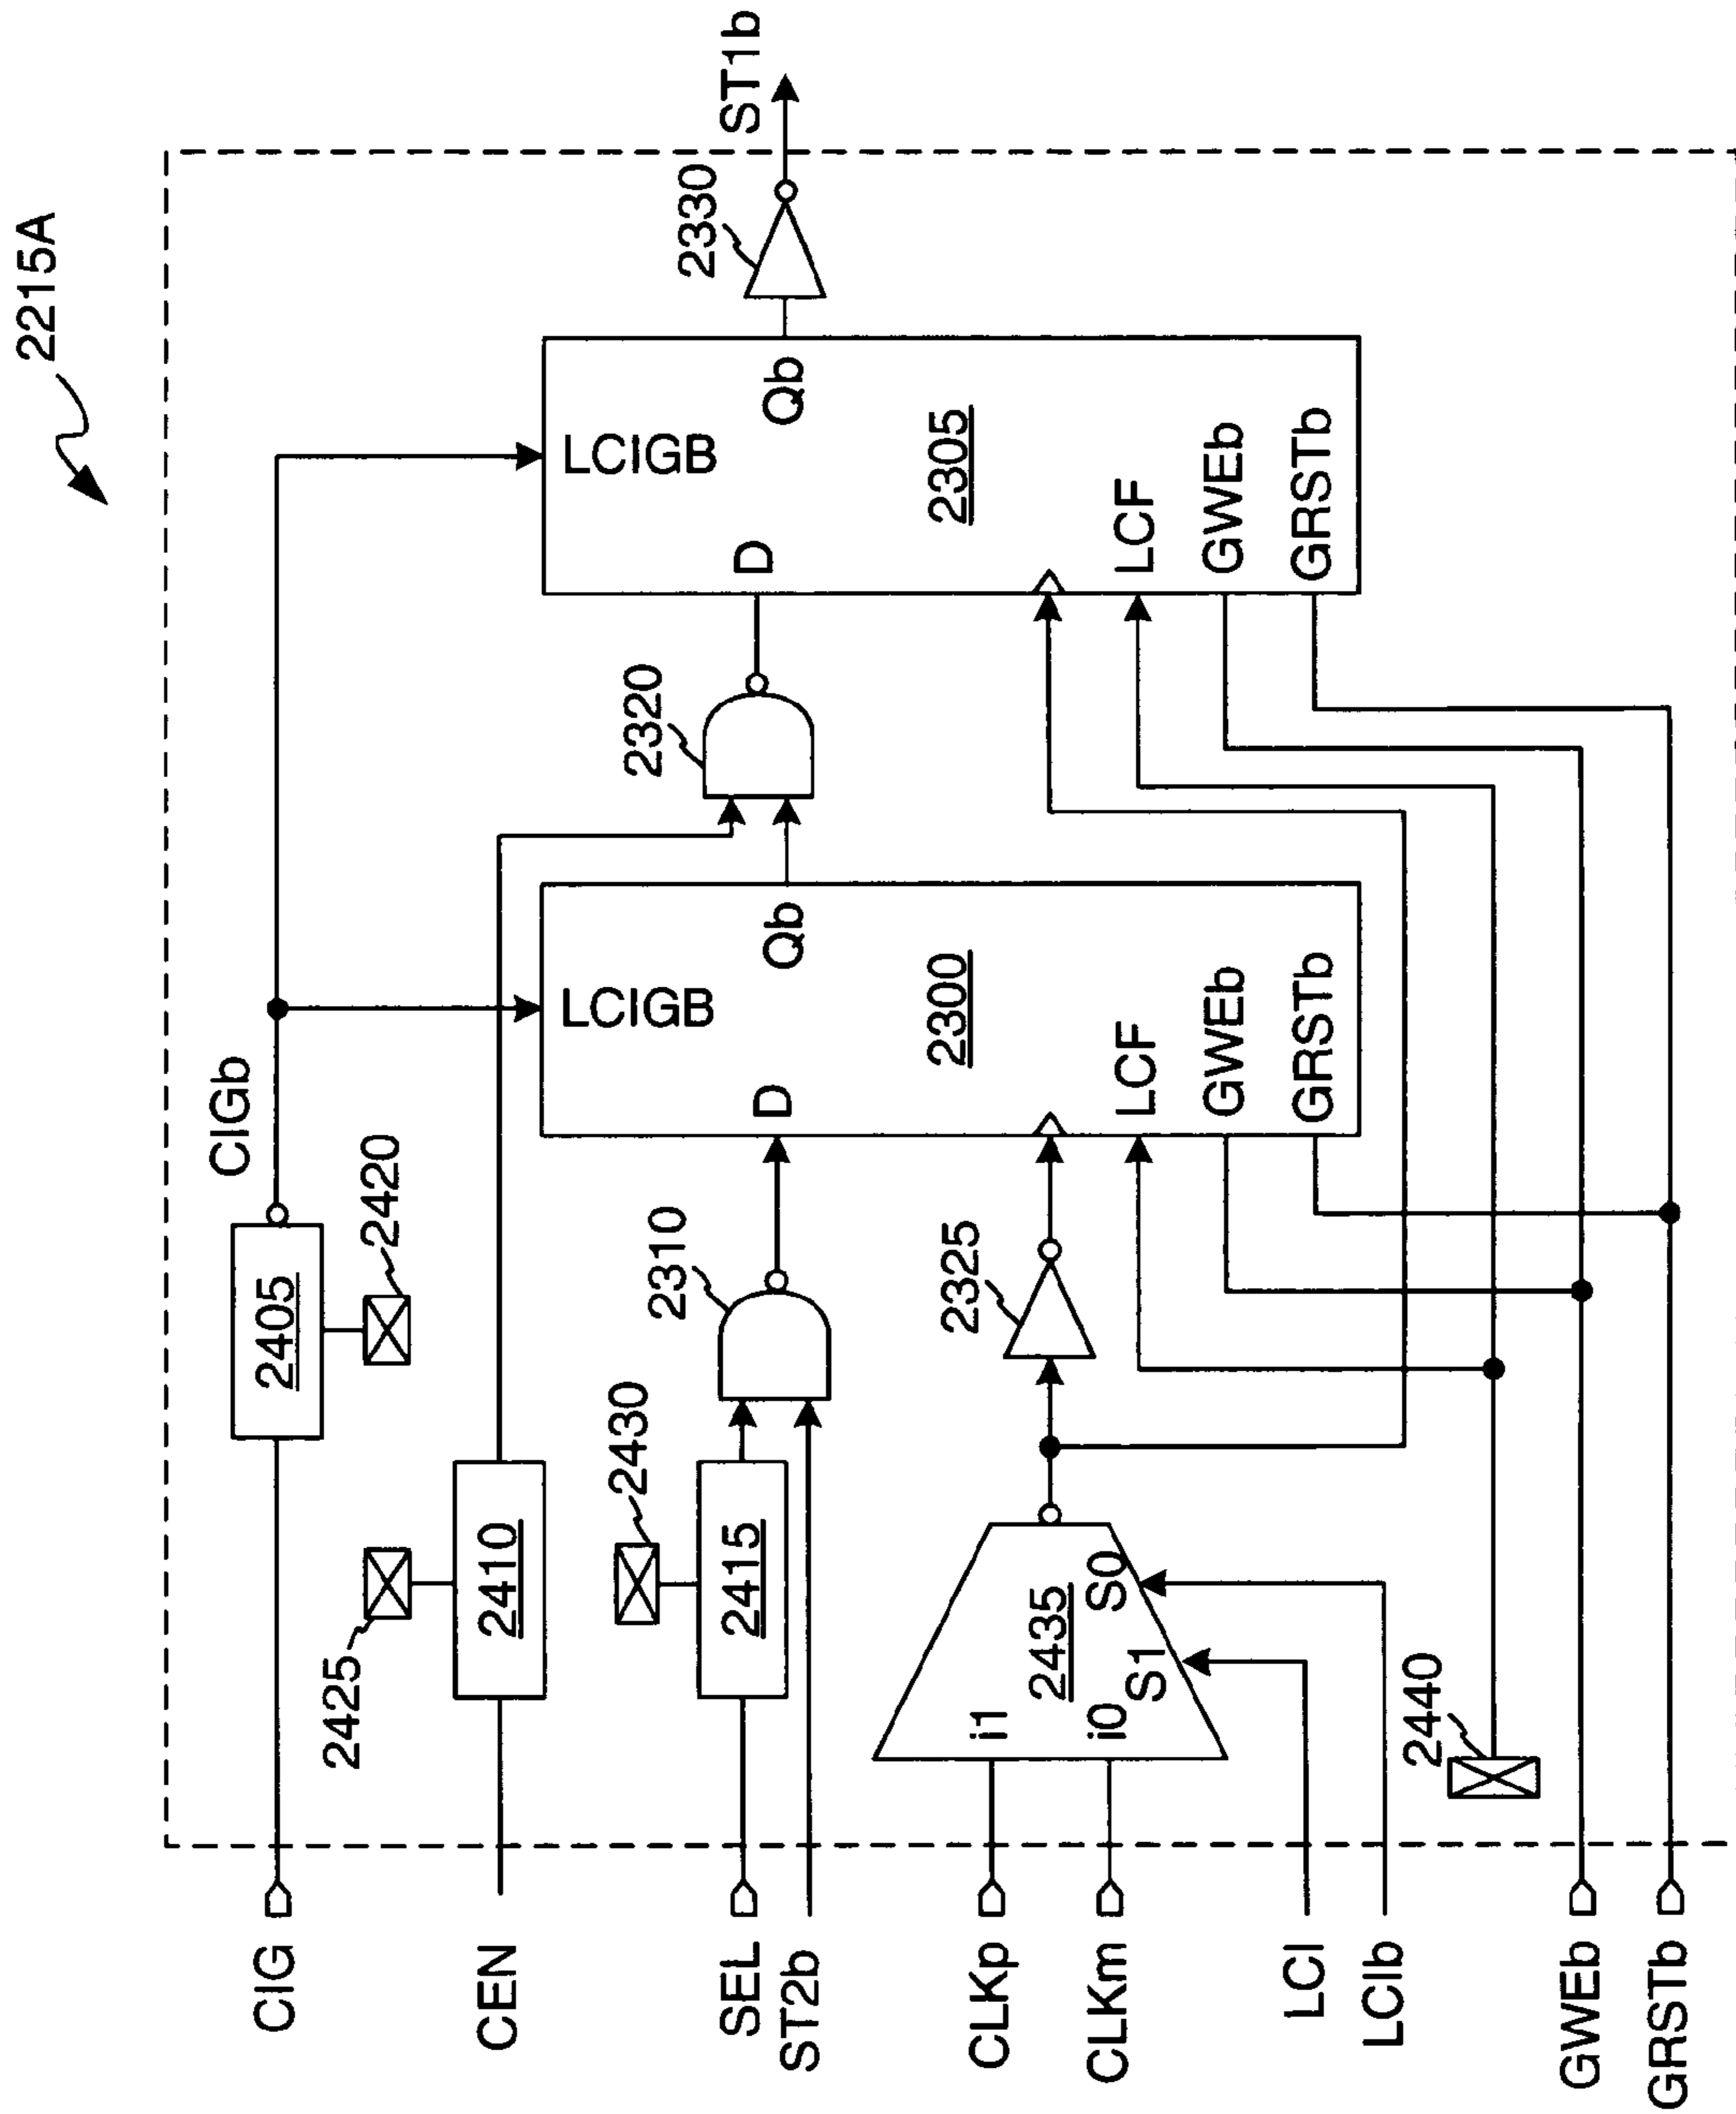 2215A
CIG
2405
CIGb
2420
CEN
2425
2410
SEL
2430
2415
ST2b
2310
D
LCIGB
Qb
2300
LCF
GWEb
GRSTb
2320
D
LCIGB
Qb
2305
LCF
GWEb
GRSTb
2330
ST1b
CLKp
CLKm
i1
i0
2435
S1
S0
2325
LCI
LCIb
2440
GWEb
GRSTb